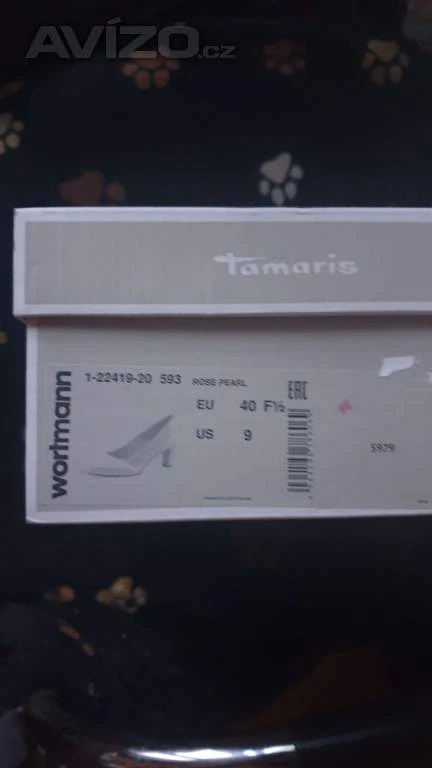 AVÍZO.cz
Tamaris
1-22419-20 593 ROSE PEARL
wortmann
EU 40 F½
US 9
EAC
5979